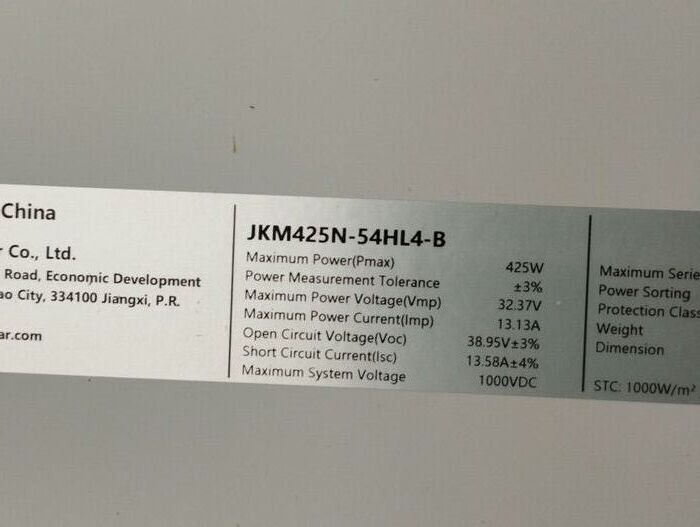 China
r Co., Ltd.
Road, Economic Development
ao City, 334100 Jiangxi, P.R.
ar.com
JKM425N-54HL4-B
Maximum Power(Pmax) 425W
Power Measurement Tolerance ±3%
Maximum Power Voltage(Vmp) 32.37V
Maximum Power Current(Imp) 13.13A
Open Circuit Voltage(Voc) 38.95V±3%
Short Circuit Current(Isc) 13.58A±4%
Maximum System Voltage 1000VDC
Maximum Serie
Power Sorting
Protection Class
Weight
Dimension
STC: 1000W/m²